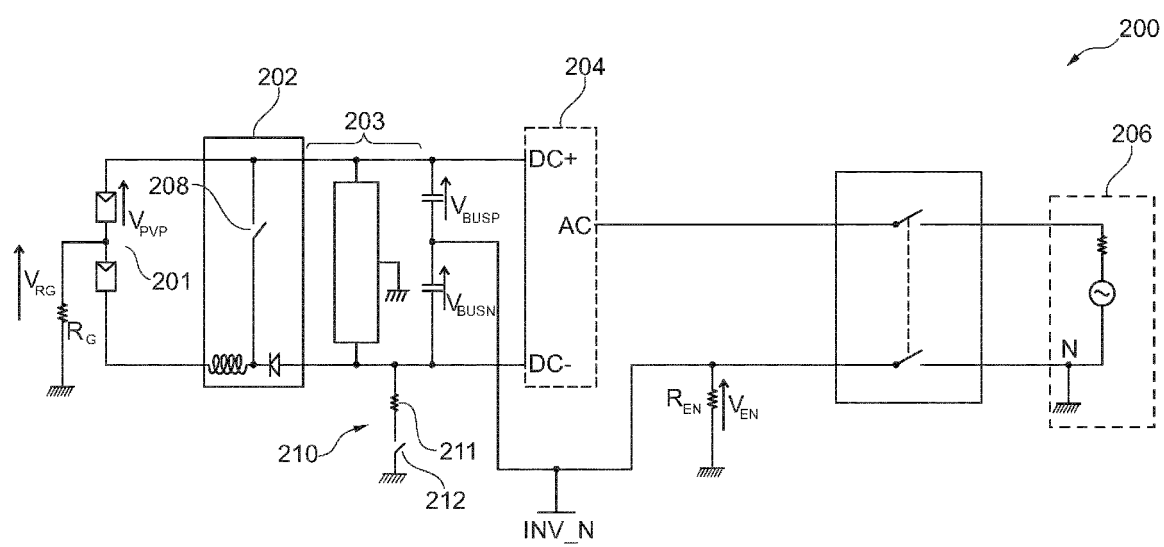 200
202
203
204
206
DC+
208
V_PVP
V_BUSP
AC
201
V_RG
R_G
V_BUSN
DC-
N
R_EN
V_EN
210
211
212
INV_N